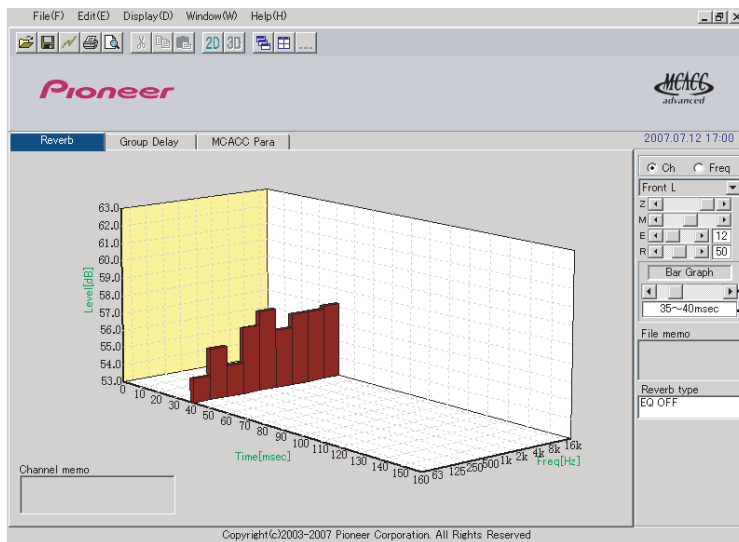 File(F) Edit(E) Display(D) Window(W) Help(H)
2D 3D ...
Pioneer
MCACC
advanced
Reverb Group Delay MCACC Para
2007.07.12 17:00
Ch Freq
Front L
Z
M
E 12
R 50
Bar Graph
35～40msec
File memo
Reverb type
EQ OFF
Level[dB]
63.0
62.0
61.0
60.0
59.0
58.0
57.0
56.0
55.0
54.0
53.0
0 10 20 30 40 50 60 70 80 90 100 110 120 130 140 150 160
Time[msec]
63 125 250 500 1k 2k 4k 8k 16k
Freq[Hz]
Channel memo
Copyright(c)2003-2007 Pioneer Corporation. All Rights Reserved